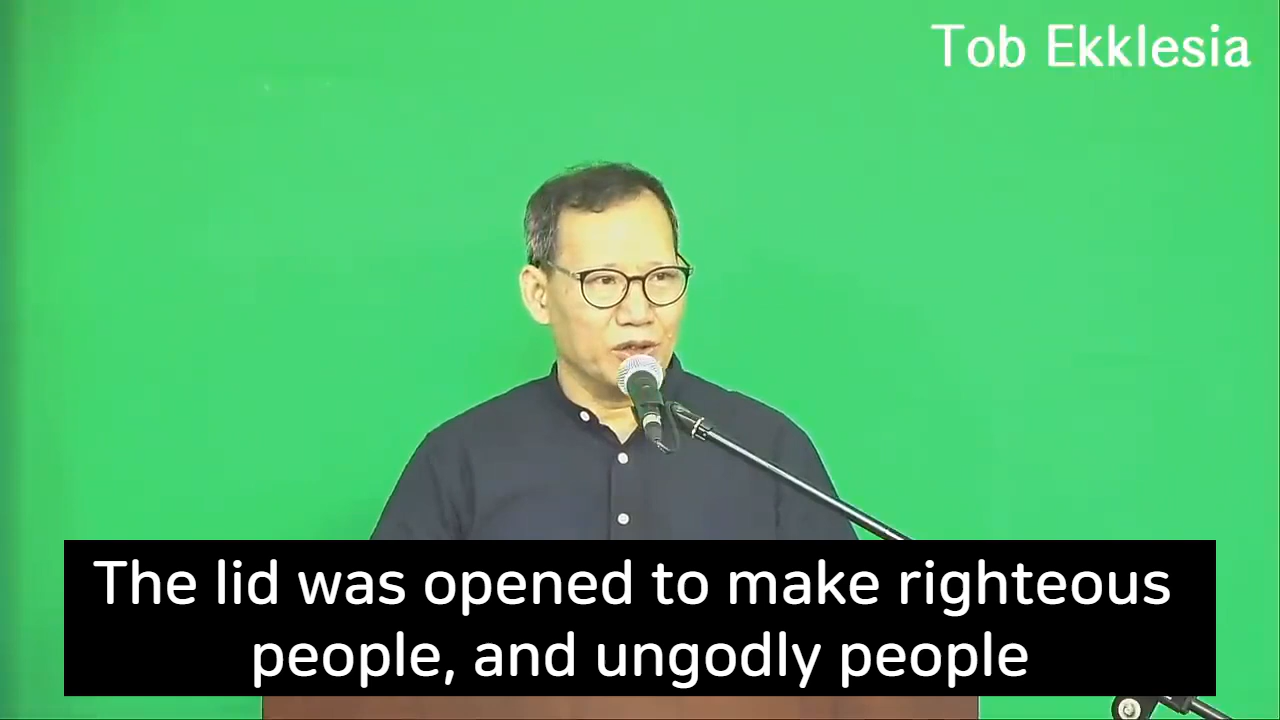 Tob Ekklesia
The lid was opened to make righteous
people, and ungodly people